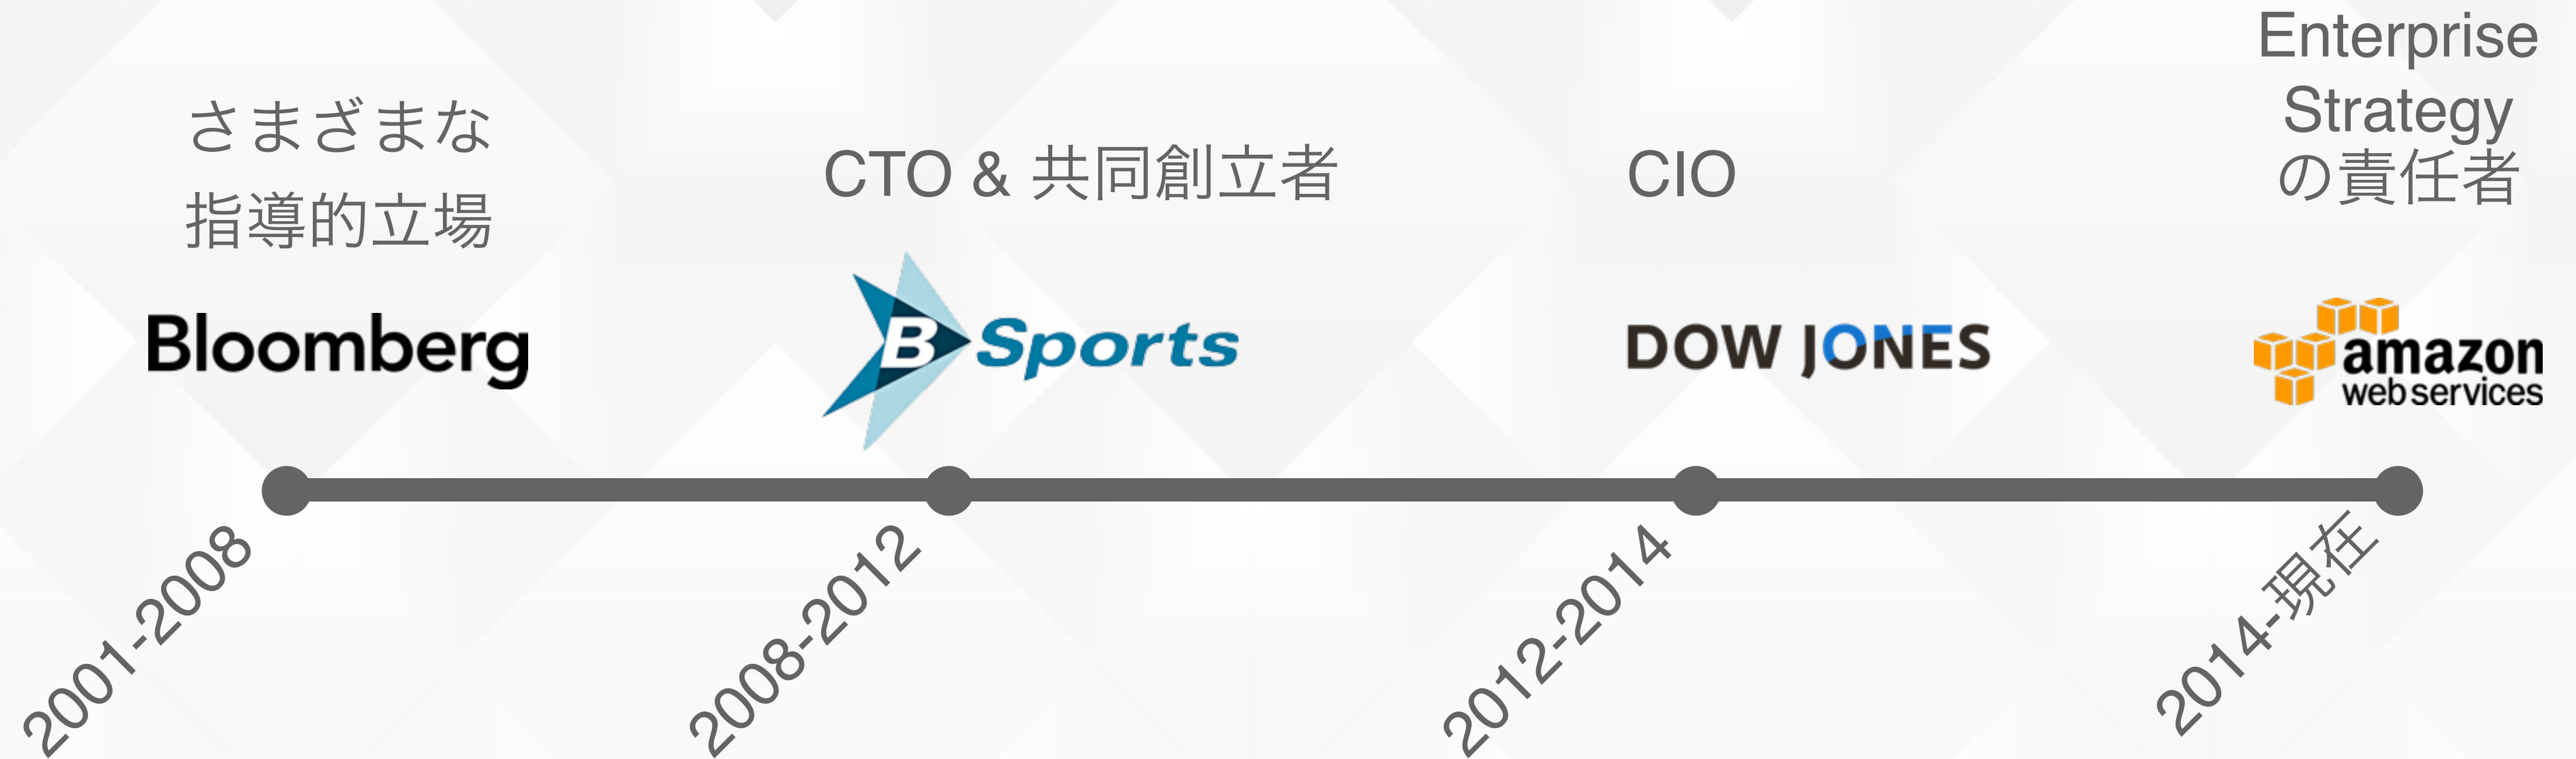 さまざまな
指導的立場
Bloomberg
2001-2008
CTO & 共同創立者
B Sports
2008-2012
CIO
DOW JONES
2012-2014
Enterprise
Strategy
の責任者
amazon
web services
2014-現在